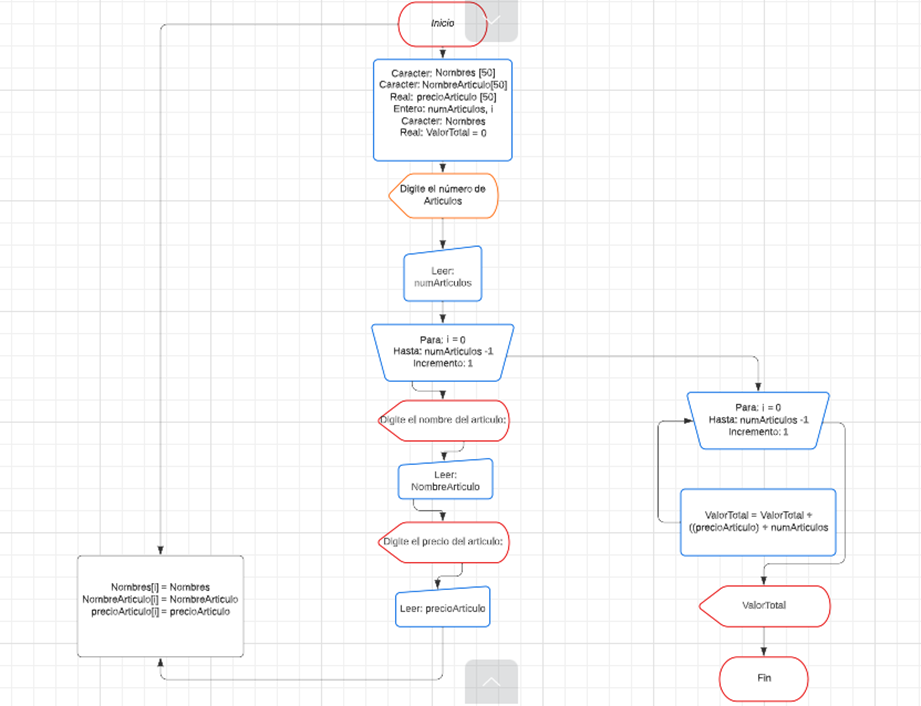 Inicio
Caracter: Nombres [50]
Caracter: NombreArticulo[50]
Real: precioArticulo [50]
Entero: numArticulos, i
Caracter: Nombres
Real: ValorTotal = 0
Digite el número de
Articulos
Leer:
numArticulos
Para: i = 0
Hasta: numArticulos -1
Incremento: 1
Digite el nombre del articulo:
Leer:
NombreArticulo
Digite el precio del articulo:
Leer: precioArticulo
Nombres[i] = Nombres
NombreArticulo[i] = NombreArticulo
precioArticulo[i] = precioArticulo
Para: i = 0
Hasta: numArticulos -1
Incremento: 1
ValorTotal = ValorTotal +
((precioArticulo) + numArticulos
ValorTotal
Fin